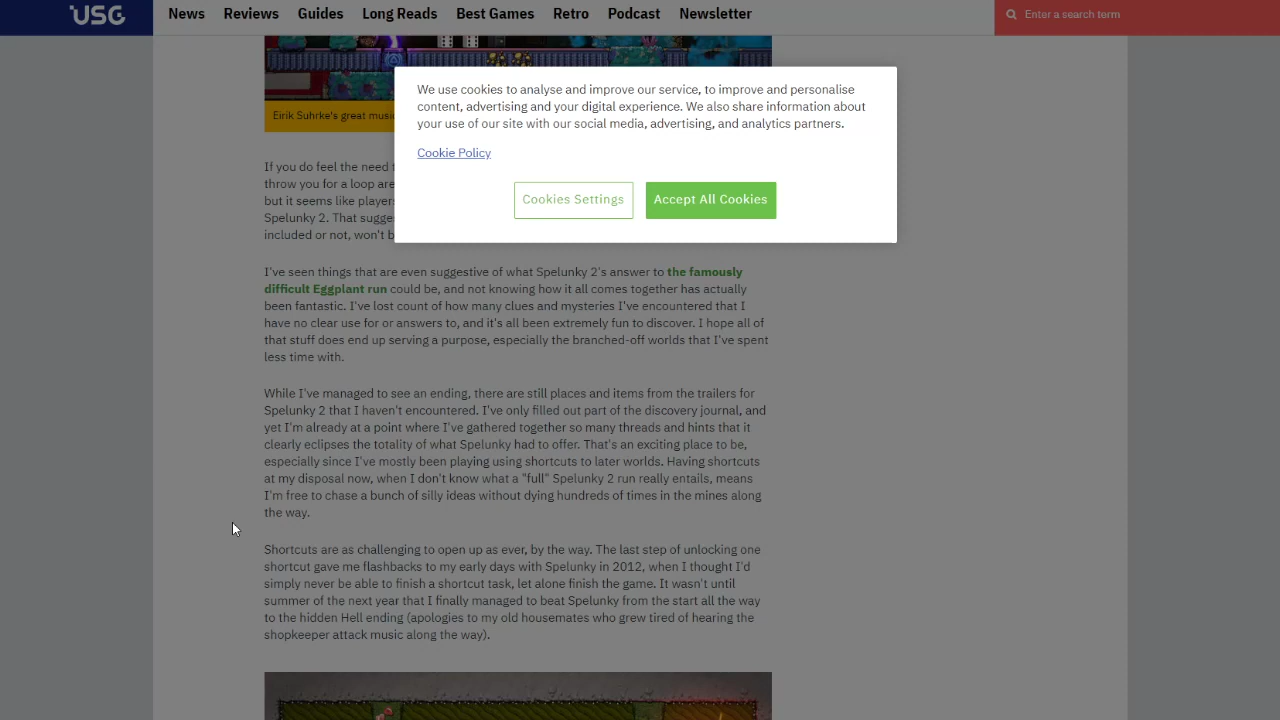 USG
News Reviews Guides Long Reads Best Games Retro Podcast Newsletter
Enter a search term
We use cookies to analyse and improve our service, to improve and personalise
content, advertising and your digital experience. We also share information about
your use of our site with our social media, advertising, and analytics partners.
Cookie Policy
Cookies Settings
Accept All Cookies
Eirik Suhrke's great
If you do feel the need
throw you for a loop are
but it seems like
Spelunky 2. That
included or not, won't
I've seen things that are even suggestive of what Spelunky 2's answer to the famously
difficult Eggplant run could be, and not knowing how it all comes together has actually
been fantastic. I've lost count of how many clues and mysteries I've encountered that I
have no clear use for or answers to, and it's all been extremely fun to discover. I hope all of
that stuff does end up serving a purpose, especially the branched-off worlds that I've spent
less time with.
While I've managed to see an ending, there are still places and items from the trailers for
Spelunky 2 that I haven't encountered. I've only filled out part of the discovery journal, and
yet I'm already at a point where I've gathered together so many threads and hints that it
clearly eclipses the totality of what Spelunky had to offer. That's an exciting place to be,
especially since I've mostly been playing using shortcuts to later worlds. Having shortcuts
at my disposal now, when I don't know what a "full" Spelunky 2 run really entails, means
I'm free to chase a bunch of silly ideas without dying hundreds of times in the mines along
the way.
Shortcuts are as challenging to open up as ever, by the way. The last step of unlocking one
shortcut gave me flashbacks to my early days with Spelunky in 2012, when I thought I'd
simply never be able to finish a shortcut task, let alone finish the game. It wasn't until
summer of the next year that I finally managed to beat Spelunky from the start all the way
to the hidden Hell ending (apologies to my old housemates who grew tired of hearing the
shopkeeper attack music along the way).